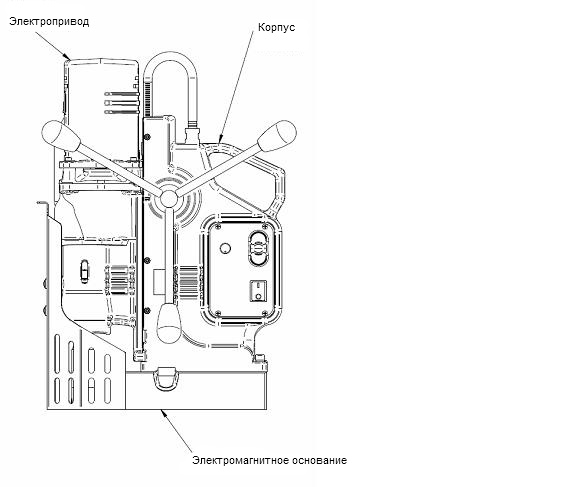 Электропривод
Корпус
Электромагнитное основание